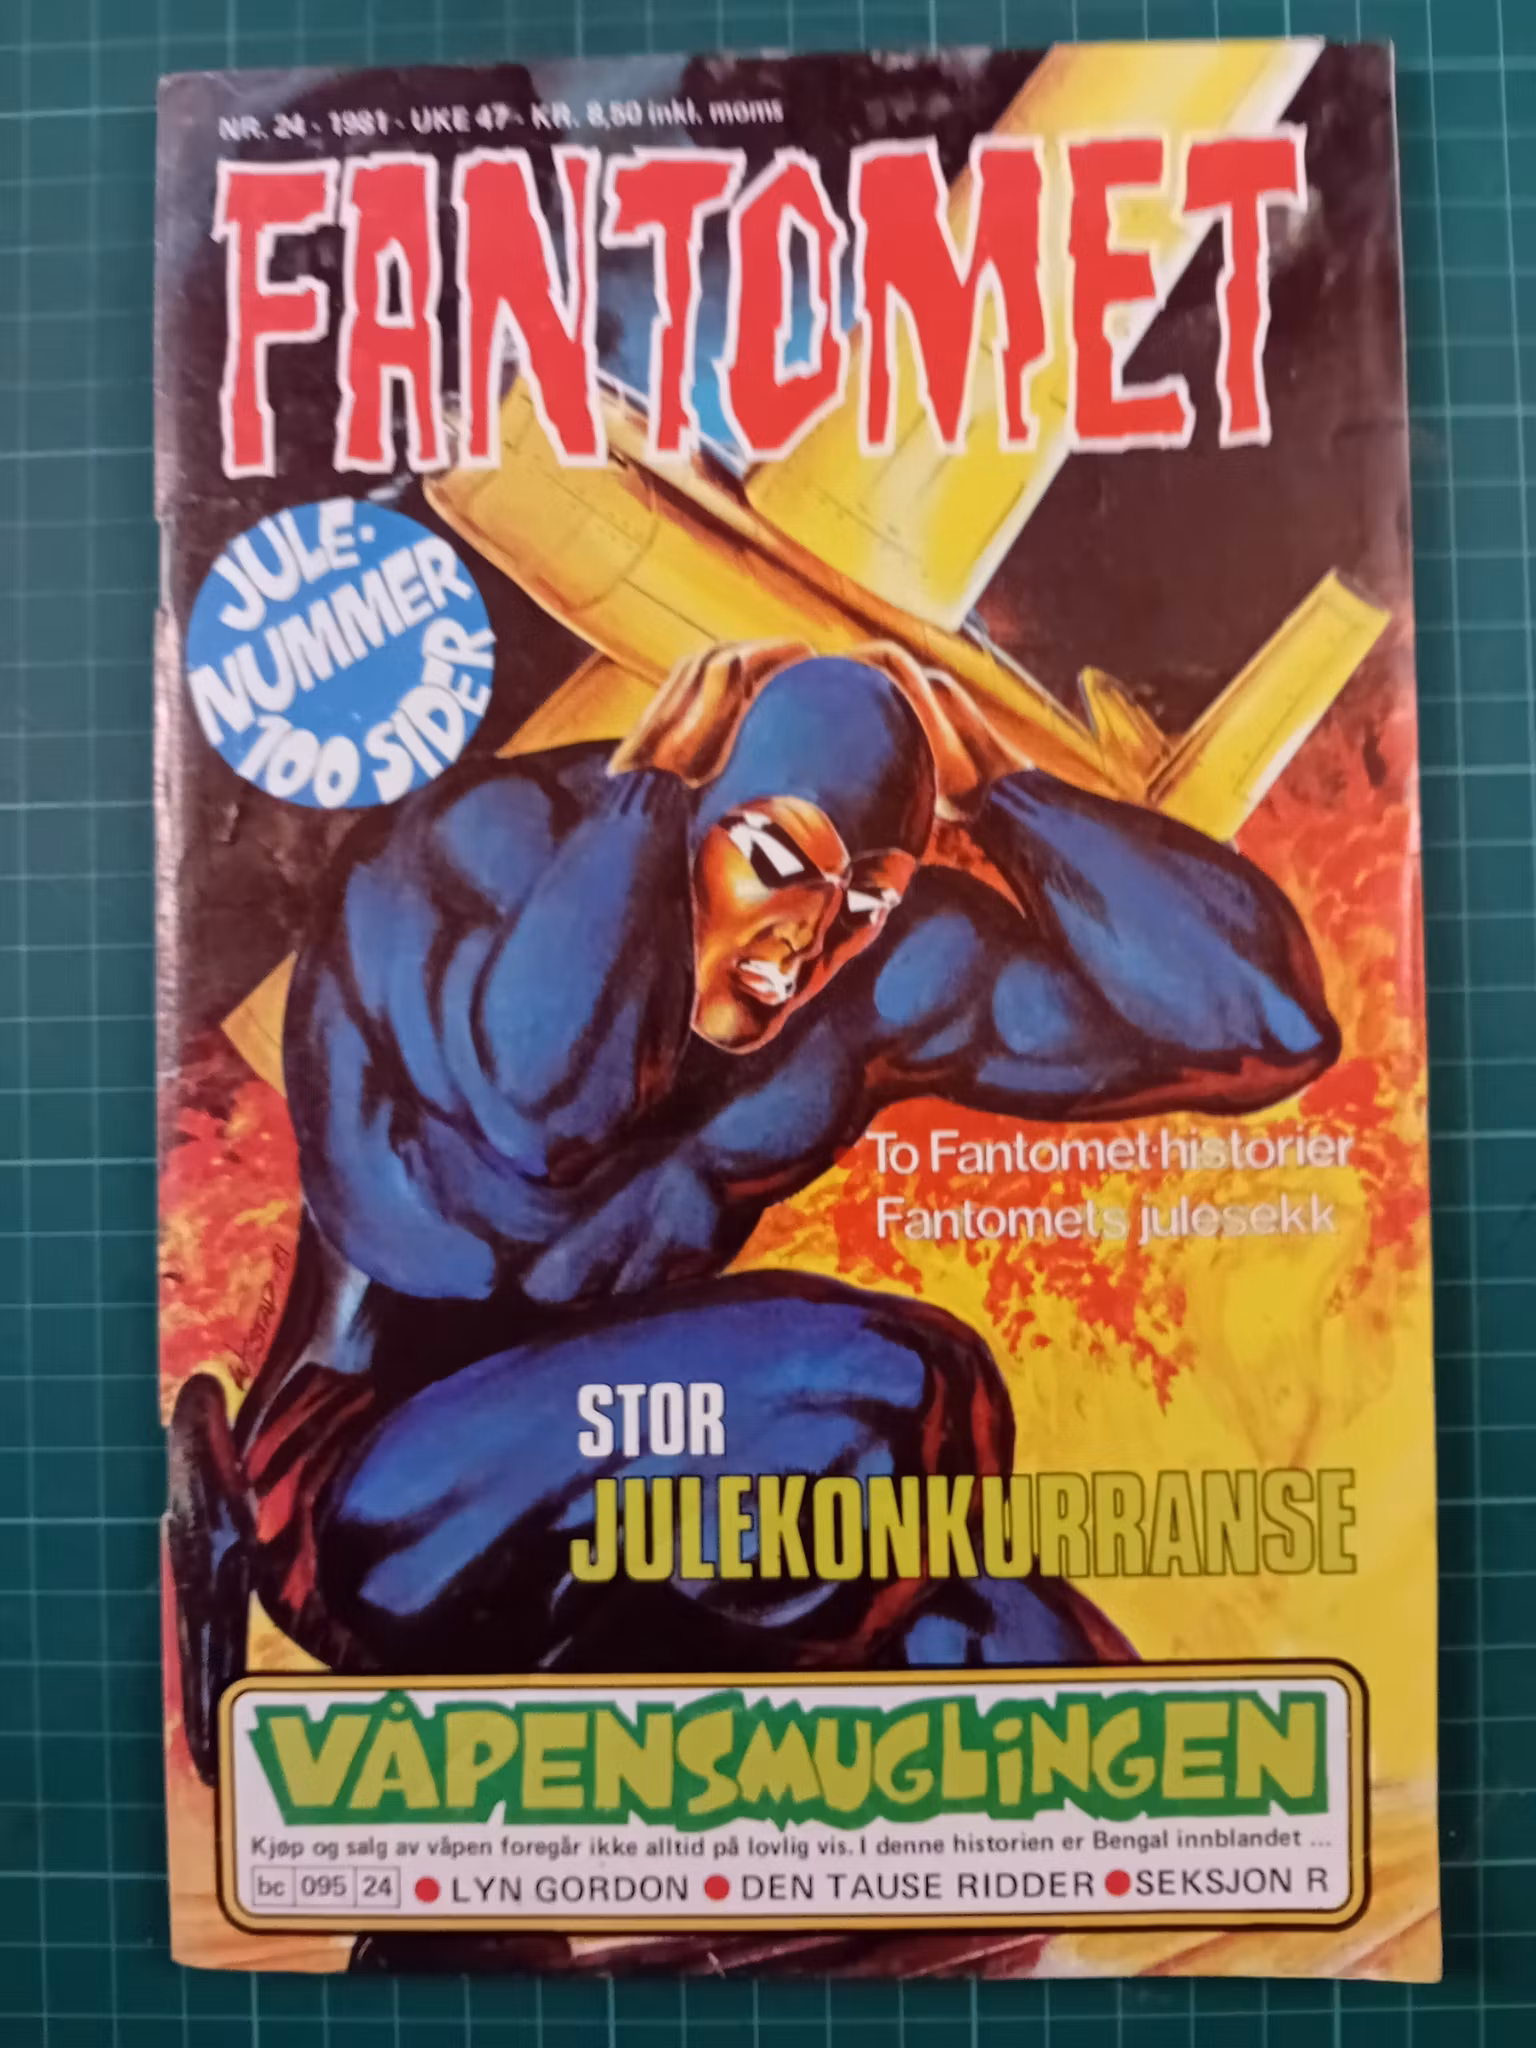 NR. 24 - 1981 - UKE 47 - KR. 8,50 inkl. moms
FANTOMET
JULE-
NUMMER
100 SIDER
To Fantomet-historier
Fantomets julesekk
STOR
JULEKONKURRANSE
VÅPENSMUGLINGEN
Kjøp og salg av våpen foregår ikke alltid på lovlig vis. I denne historien er Bengal innblandet ...
bc 095 24 ● LYN GORDON ● DEN TAUSE RIDDER ● SEKSJON R